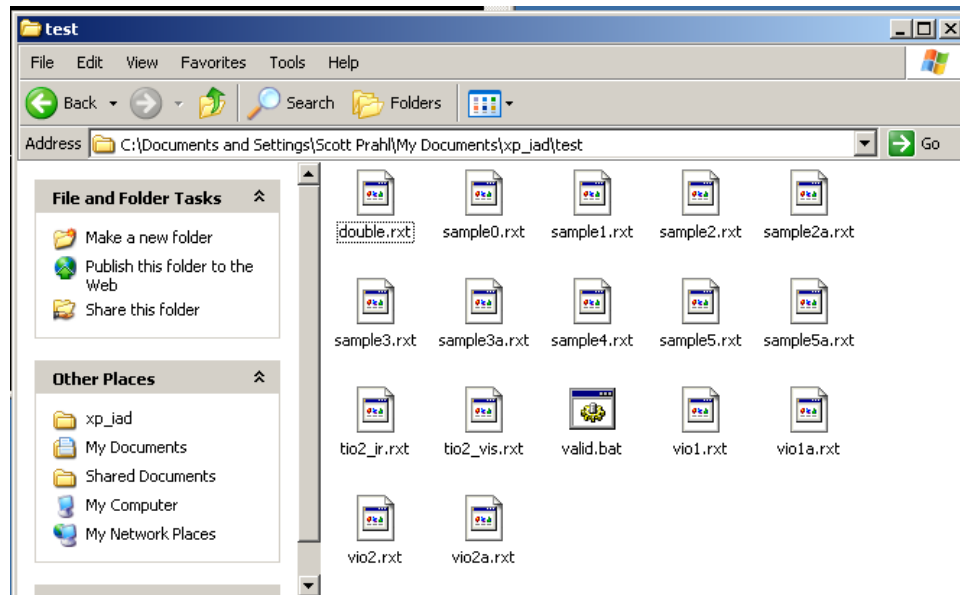 test
File Edit View Favorites Tools Help
Back Search Folders
Address C:\Documents and Settings\Scott Prahl\My Documents\xp_iad\test Go
File and Folder Tasks
Make a new folder
Publish this folder to the
Web
Share this folder
Other Places
xp_iad
My Documents
Shared Documents
My Computer
My Network Places
double.rxt sample0.rxt sample1.rxt sample2.rxt sample2a.rxt
sample3.rxt sample3a.rxt sample4.rxt sample5.rxt sample5a.rxt
tio2_ir.rxt tio2_vis.rxt valid.bat vio1.rxt vio1a.rxt
vio2.rxt vio2a.rxt